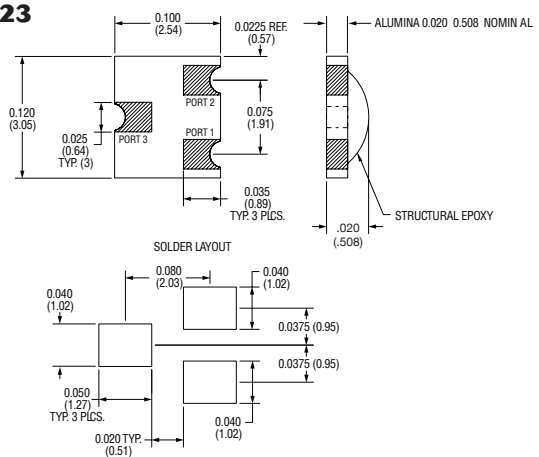 23
0.100
(2.54)
0.0225 REF.
(0.57)
ALUMINA 0.020 0.508 NOMIN AL
0.120
(3.05)
PORT 2
0.075
(1.91)
0.025
(0.64)
TYP. (3)
PORT 3
PORT 1
0.035
(0.89)
TYP. 3 PLCS.
STRUCTURAL EPOXY
.020
(.508)
SOLDER LAYOUT
0.080
(2.03)
0.040
(1.02)
0.040
(1.02)
0.0375 (0.95)
0.0375 (0.95)
0.050
(1.27)
TYP. 3 PLCS.
0.040
(1.02)
0.020 TYP.
(0.51)